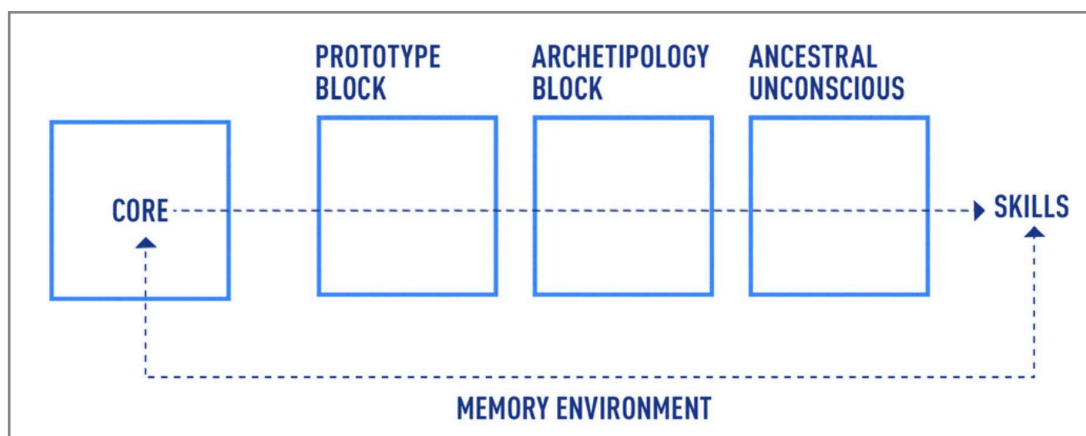 PROTOTYPE
BLOCK
ARCHETIPOLOGY
BLOCK
ANCESTRAL
UNCONSCIOUS
CORE
SKILLS
MEMORY ENVIRONMENT